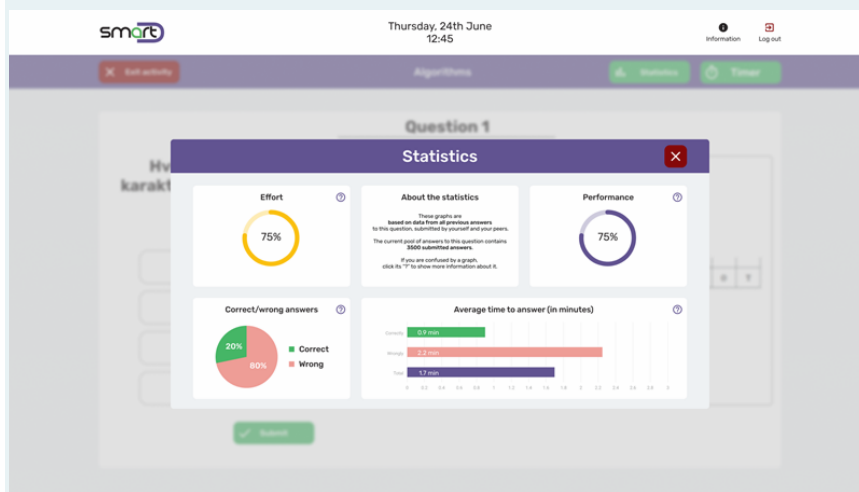 smart
Thursday, 24th June
12:45
Information
Log out
Exit activity
Algorithms
Statistics
Timer
Question 1
Statistics
Hv
karakt
Effort
75%
About the statistics
These graphs are
based on data from all previous answers
to this question, submitted by yourself and your peers.
The current pool of answers to this question contains
3500 submitted answers.
If you are confused by a graph,
click its "?" to show more information about it.
Performance
75%
Correct/wrong answers
20%
80%
Correct
Wrong
Average time to answer (in minutes)
Correctly 0.9 min
Wrongly 2.2 min
Total 1.7 min
0 0.2 0.4 0.6 0.8 1 1.2 1.4 1.6 1.8 2 2.2 2.4 2.6 2.8 3
Submit